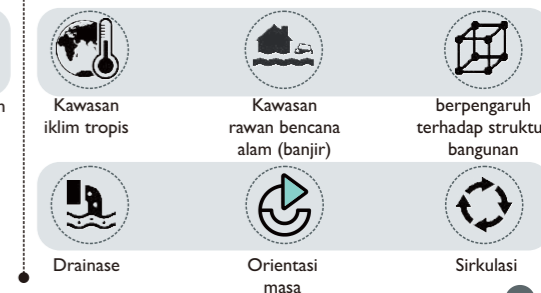 Kawasan
iklim tropis
Kawasan
rawan bencana
alam (banjir)
berpengaruh
terhadap struktu
bangunan
Drainase
Orientasi
masa
Sirkulasi